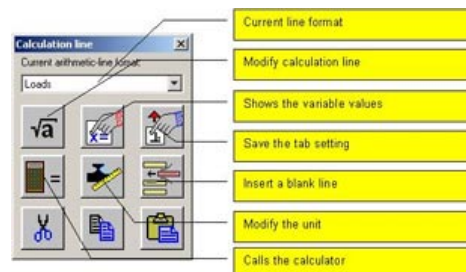 Calculation line
Current arithmetic-line format:
Loads
√a
x=
1
=
Current line format
Modify calculation line
Shows the variable values
Save the tab setting
Insert a blank line
Modify the unit
Calls the calculator